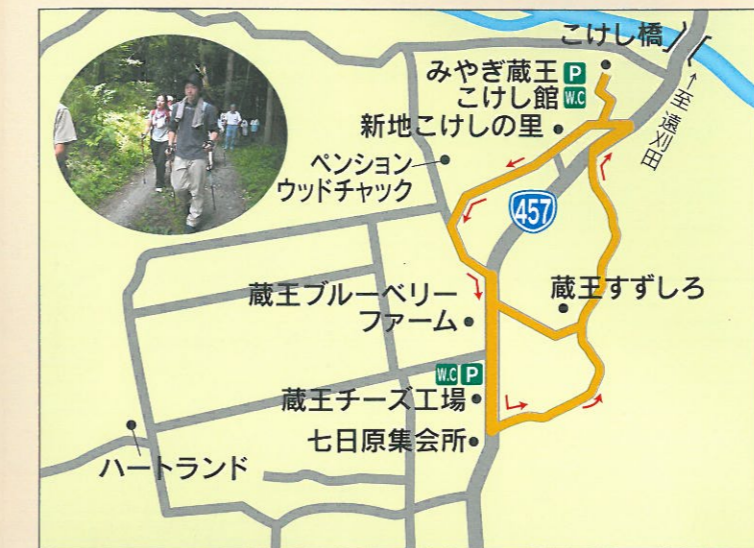 こけし橋
みやぎ蔵王 P
こけし館 W.C
←至 遠刈田
新地こけしの里
ペンション
ウッドチャック
457
蔵王ブルーベリー
ファーム
蔵王すずしろ
W.C P
蔵王チーズ工場
七日原集会所
ハートランド